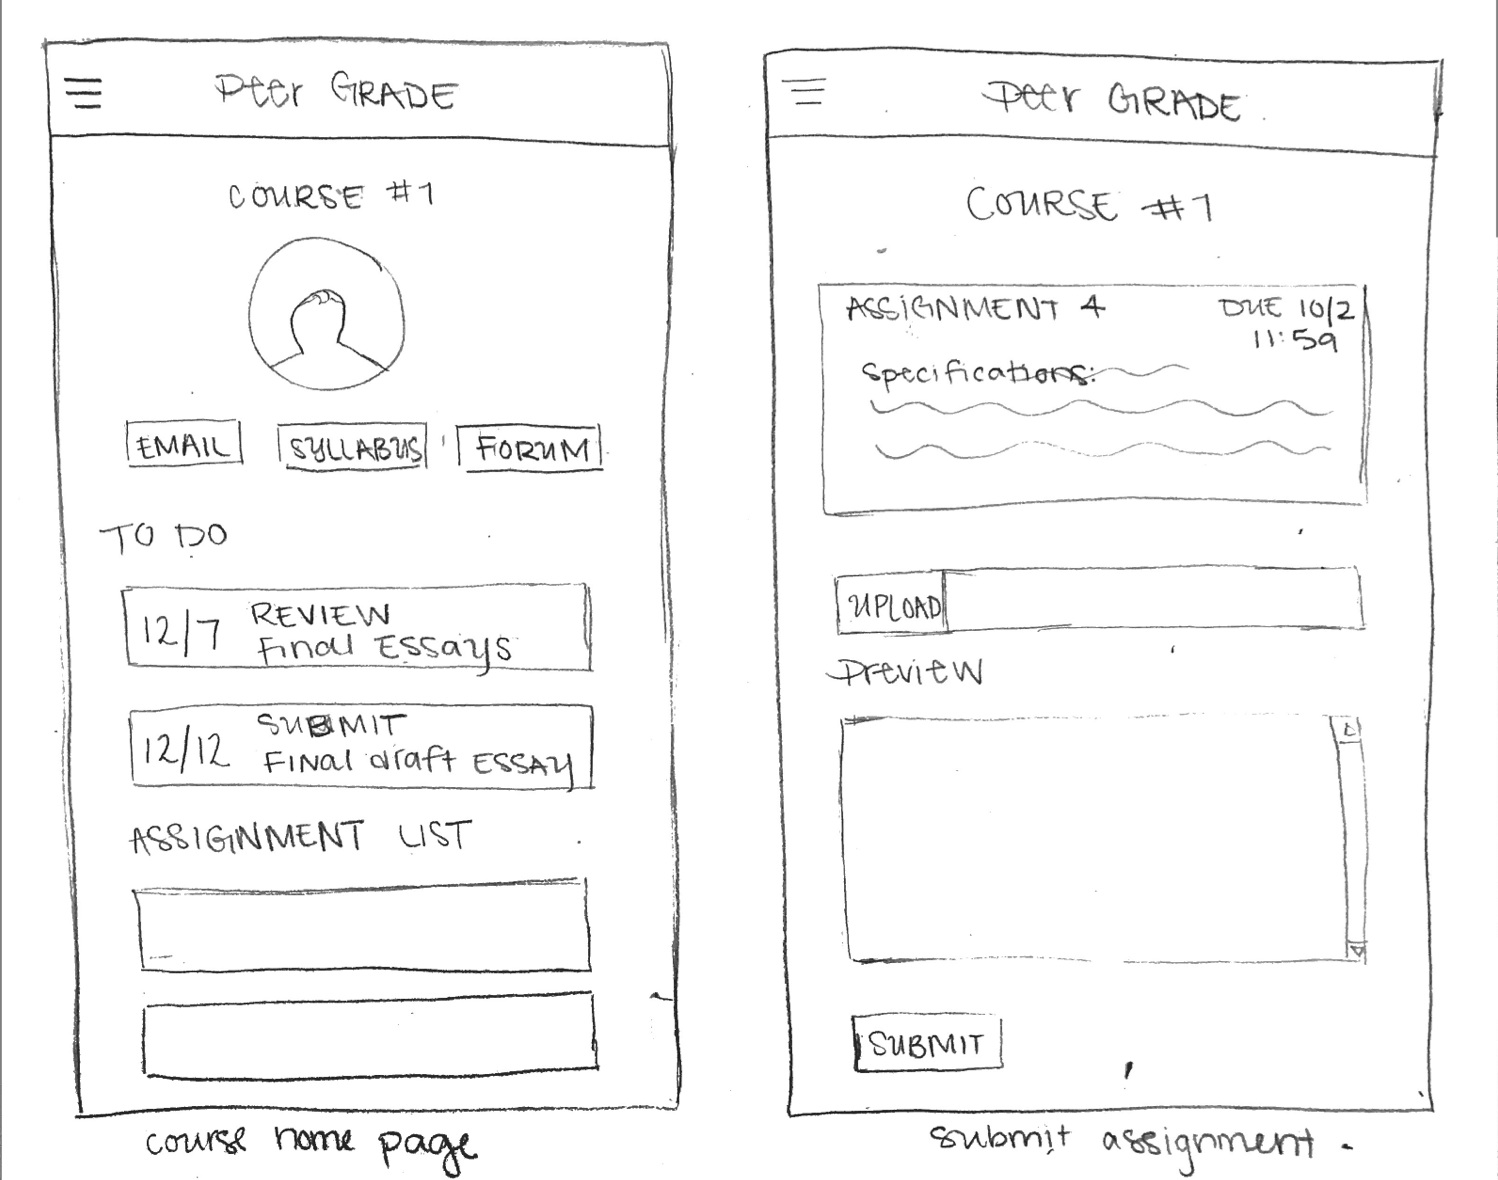 Peer GRADE
COURSE #1
EMAIL
SYLLABUS
FORUM
TO DO
12/7
REVIEW
Final ESSAYS
12/12
SUBMIT
FINAL draft ESSAY
ASSIGNMENT LIST
course home page
Peer GRADE
COURSE #1
ASSIGNMENT 4
DUE 10/2
11:59
Specifications:
UPLOAD
Preview
SUBMIT
submit assignment.